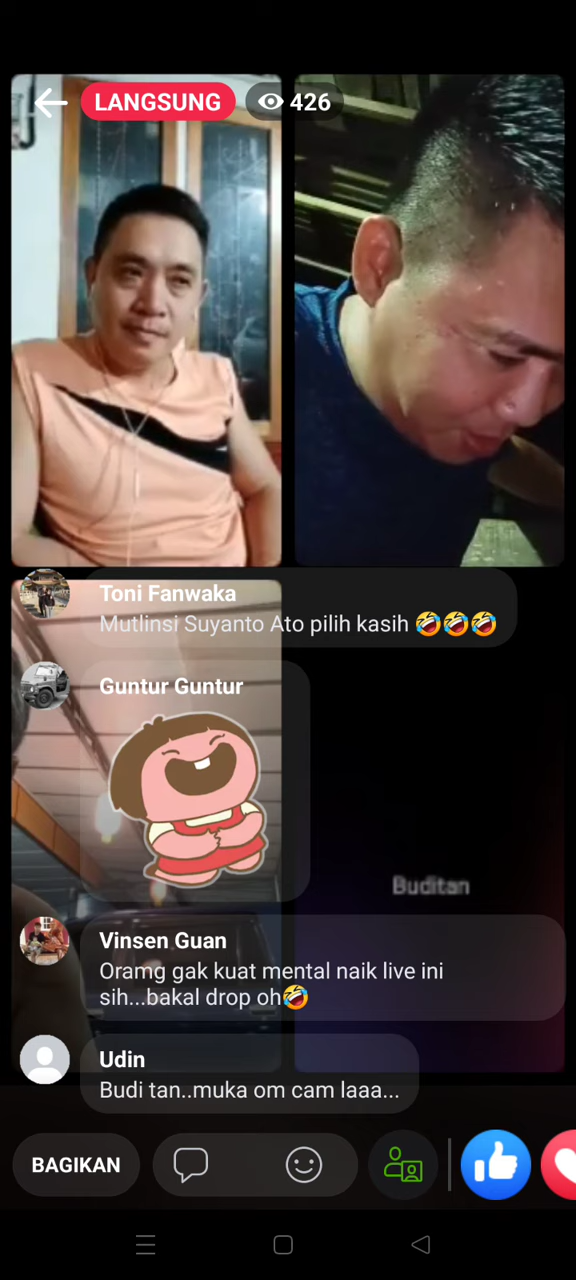 LANGSUNG 426
Toni Fanwaka
Mutlinsi Suyanto Ato pilih kasih 🤣🤣🤣
Guntur Guntur
Buditan
Vinsen Guan
Oramg gak kuat mental naik live ini
sih...bakal drop oh🤣
Udin
Budi tan..muka om cam laaa...
BAGIKAN